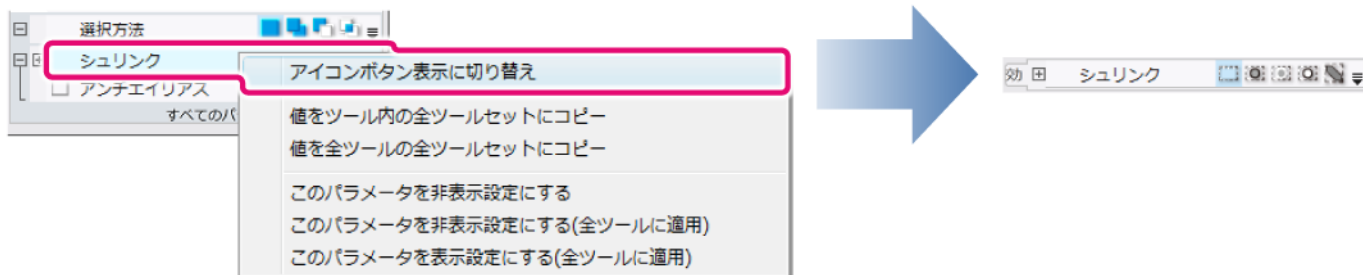 選択方法
シュリンク
アンチエイリアス
すべてのパ
アイコンボタン表示に切り替え
値をツール内の全ツールセットにコピー
値を全ツールの全ツールセットにコピー
このパラメータを非表示設定にする
このパラメータを非表示設定にする(全ツールに適用)
このパラメータを表示設定にする(全ツールに適用)
効 シュリンク